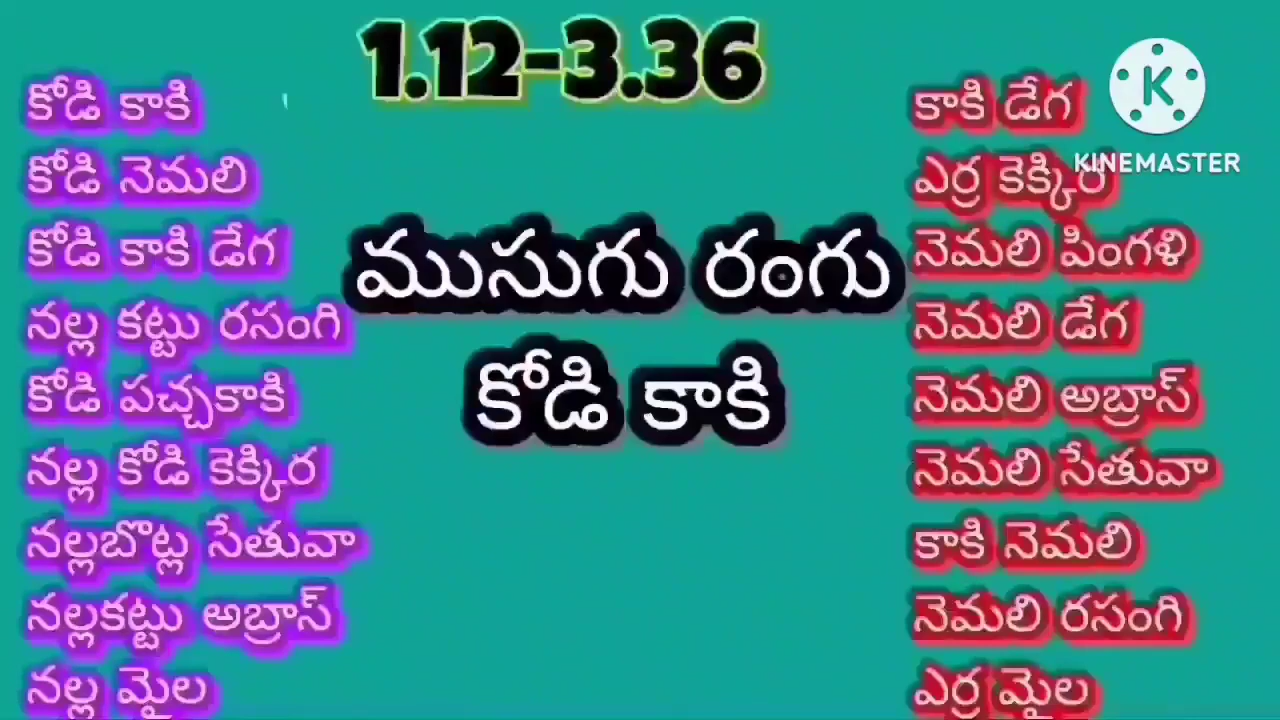 1.12-3.36
ముసుగు రంగు
కోడి కాకి
కోడి కాకి
కోడి నెమలి
కోడి కాకి డేగ
నల్ల కట్టు రసంగి
కోడి పచ్చకాకి
నల్ల కోడి కెక్కిర
నల్లబొట్ల సేతువా
నల్లకట్టు అబ్రాస్
నల్ల మైల
కాకి డేగ
ఎర్ర కెక్కిర
నెమలి పింగళి
నెమలి డేగ
నెమలి అబ్రాస్
నెమలి సేతువా
కాకి నెమలి
నెమలి రసంగి
ఎర్ర మైల
K
KINEMASTER